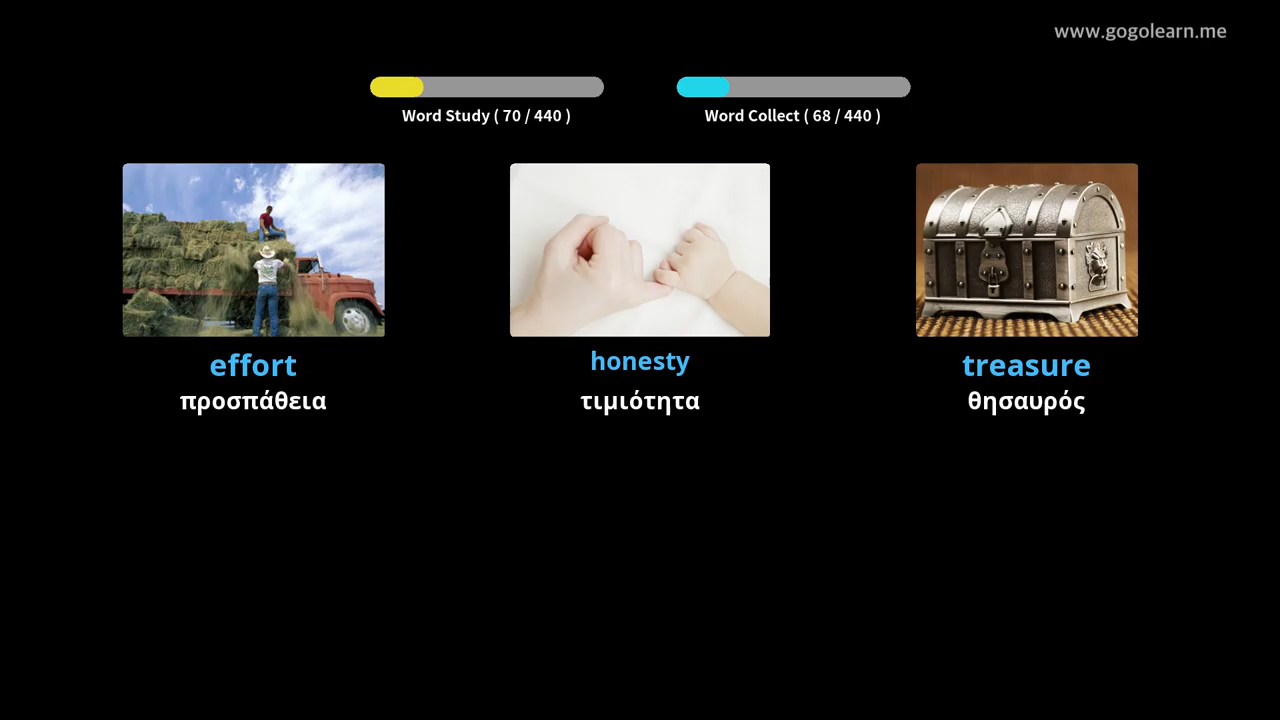 www.gogolearn.me
Word Study ( 70 / 440 )
Word Collect ( 68 / 440 )
effort
προσπάθεια
honesty
τιμιότητα
treasure
θησαυρός